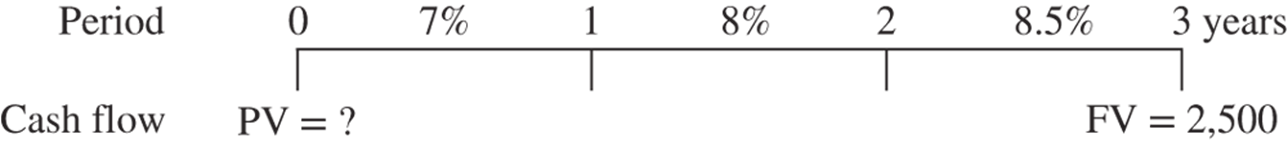 Period 0 7% 1 8% 2 8.5% 3 years
Cash flow PV = ? FV = 2,500